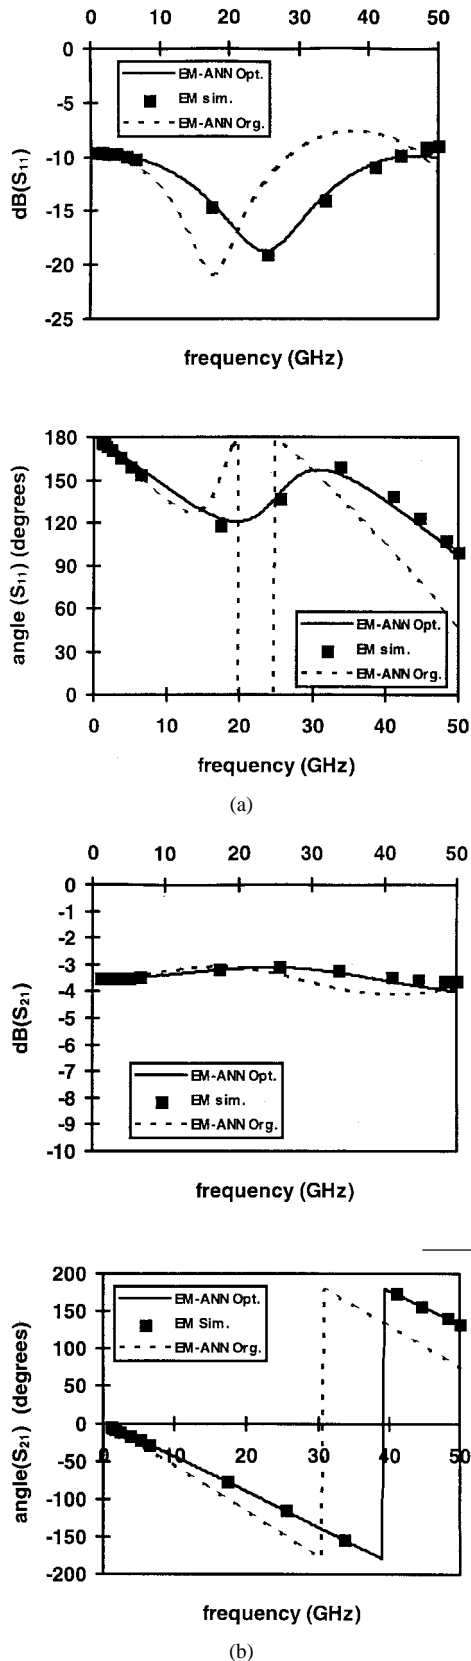 0 10 20 30 40 50
0
-5
-10
-15
-20
-25
dB(S11)
EM-ANN Opt.
EM sim.
EM-ANN Org.
frequency (GHz)
180
150
120
90
60
30
0
angle (S11) (degrees)
EM-ANN Opt.
EM sim.
EM-ANN Org.
0 10 20 30 40 50
frequency (GHz)
(a)
0 10 20 30 40 50
0
-1
-2
-3
-4
-5
-6
-7
-8
-9
-10
dB(S21)
EM-ANN Opt.
EM sim.
EM-ANN Org.
frequency (GHz)
200
150
100
50
0
-50
-100
-150
-200
angle(S21) (degrees)
EM-ANN Opt.
EM Sim.
EM-ANN Org.
0 10 20 30 40 50
frequency (GHz)
(b)